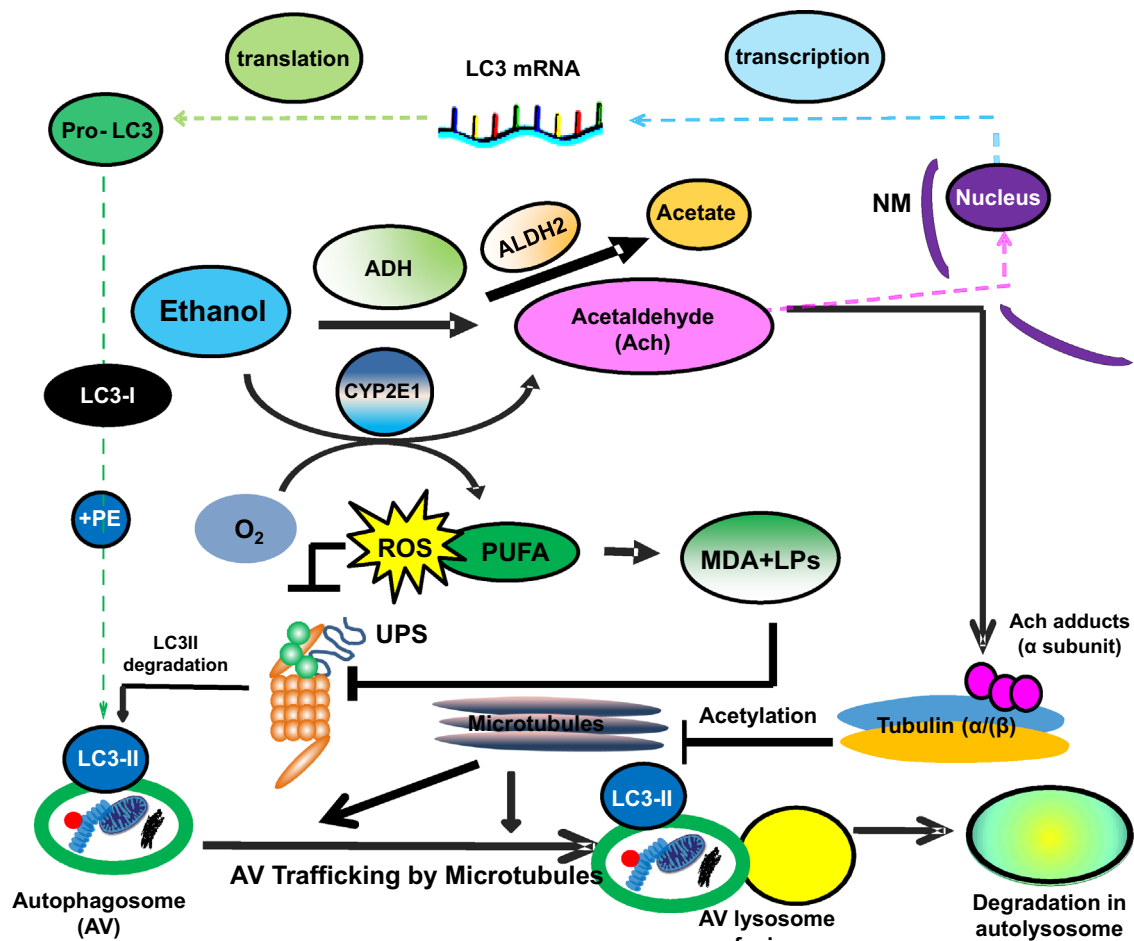 translation
transcription
LC3 mRNA
Pro- LC3
Nucleus
NM
Acetate
ALDH2
ADH
Ethanol
Acetaldehyde
(Ach)
CYP2E1
LC3-I
+PE
O2
ROS
PUFA
MDA+LPs
UPS
LC3II
degradation
Ach adducts
(α subunit)
Microtubules
Acetylation
Tubulin (α/(β)
LC3-II
LC3-II
AV Trafficking by Microtubules
Autophagosome
(AV)
AV lysosome
Degradation in
autolysosome